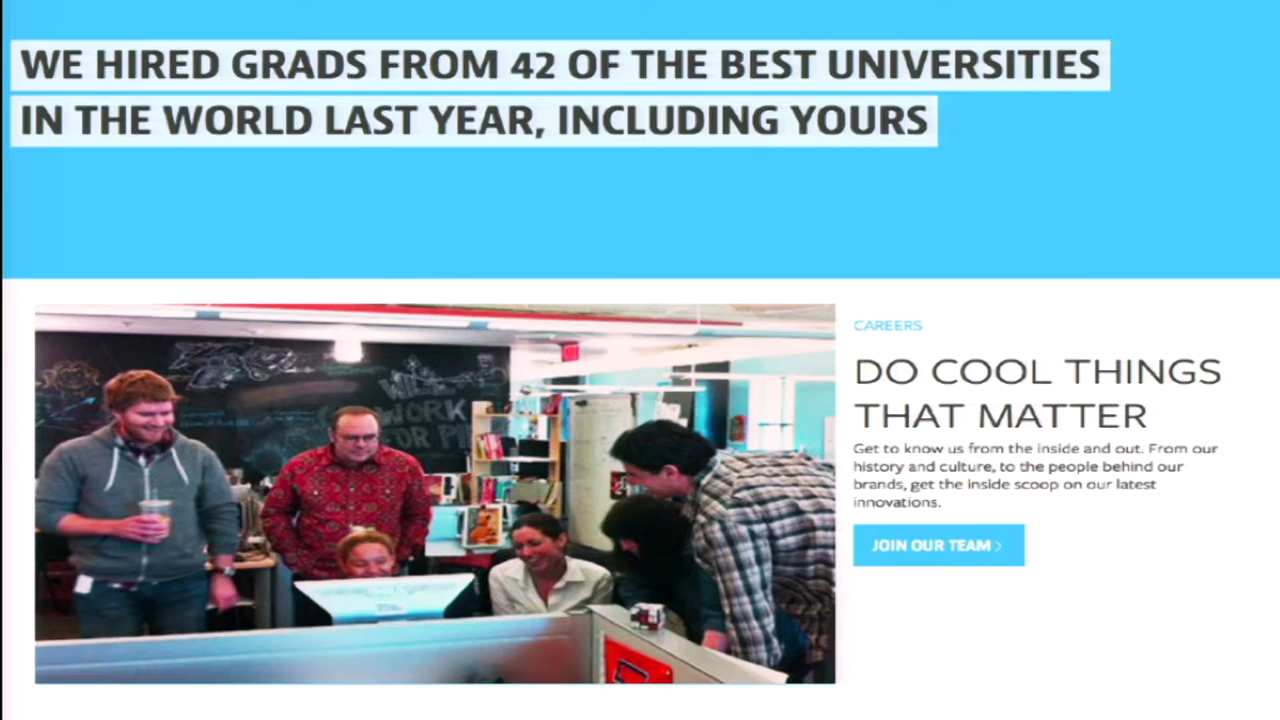 WE HIRED GRADS FROM 42 OF THE BEST UNIVERSITIES
IN THE WORLD LAST YEAR, INCLUDING YOURS
WORK
FOR
CAREERS
DO COOL THINGS
THAT MATTER
Get to know us from the inside and out. From our
history and culture, to the people behind our
brands, get the inside scoop on our latest
innovations.
JOIN OUR TEAM >